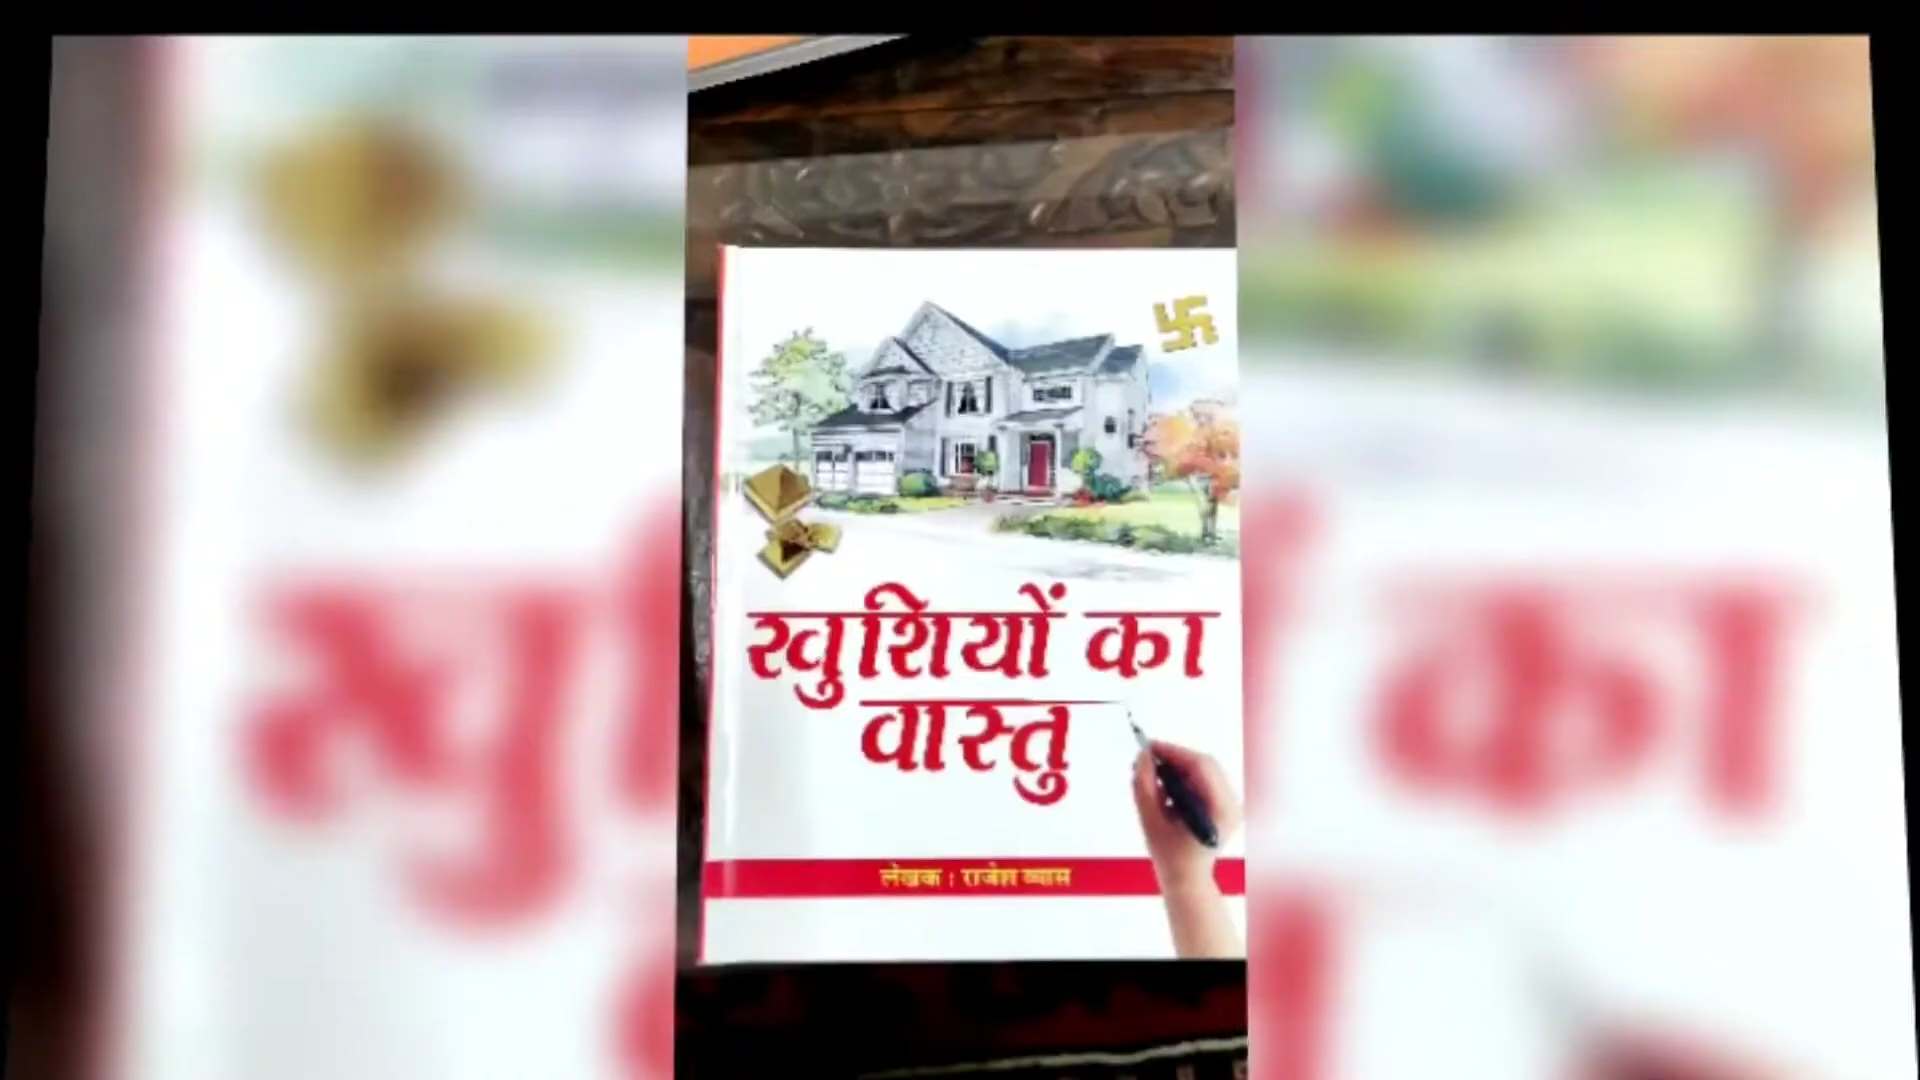 खुशियों का
वास्तु
लेखक : राजेश व्यास